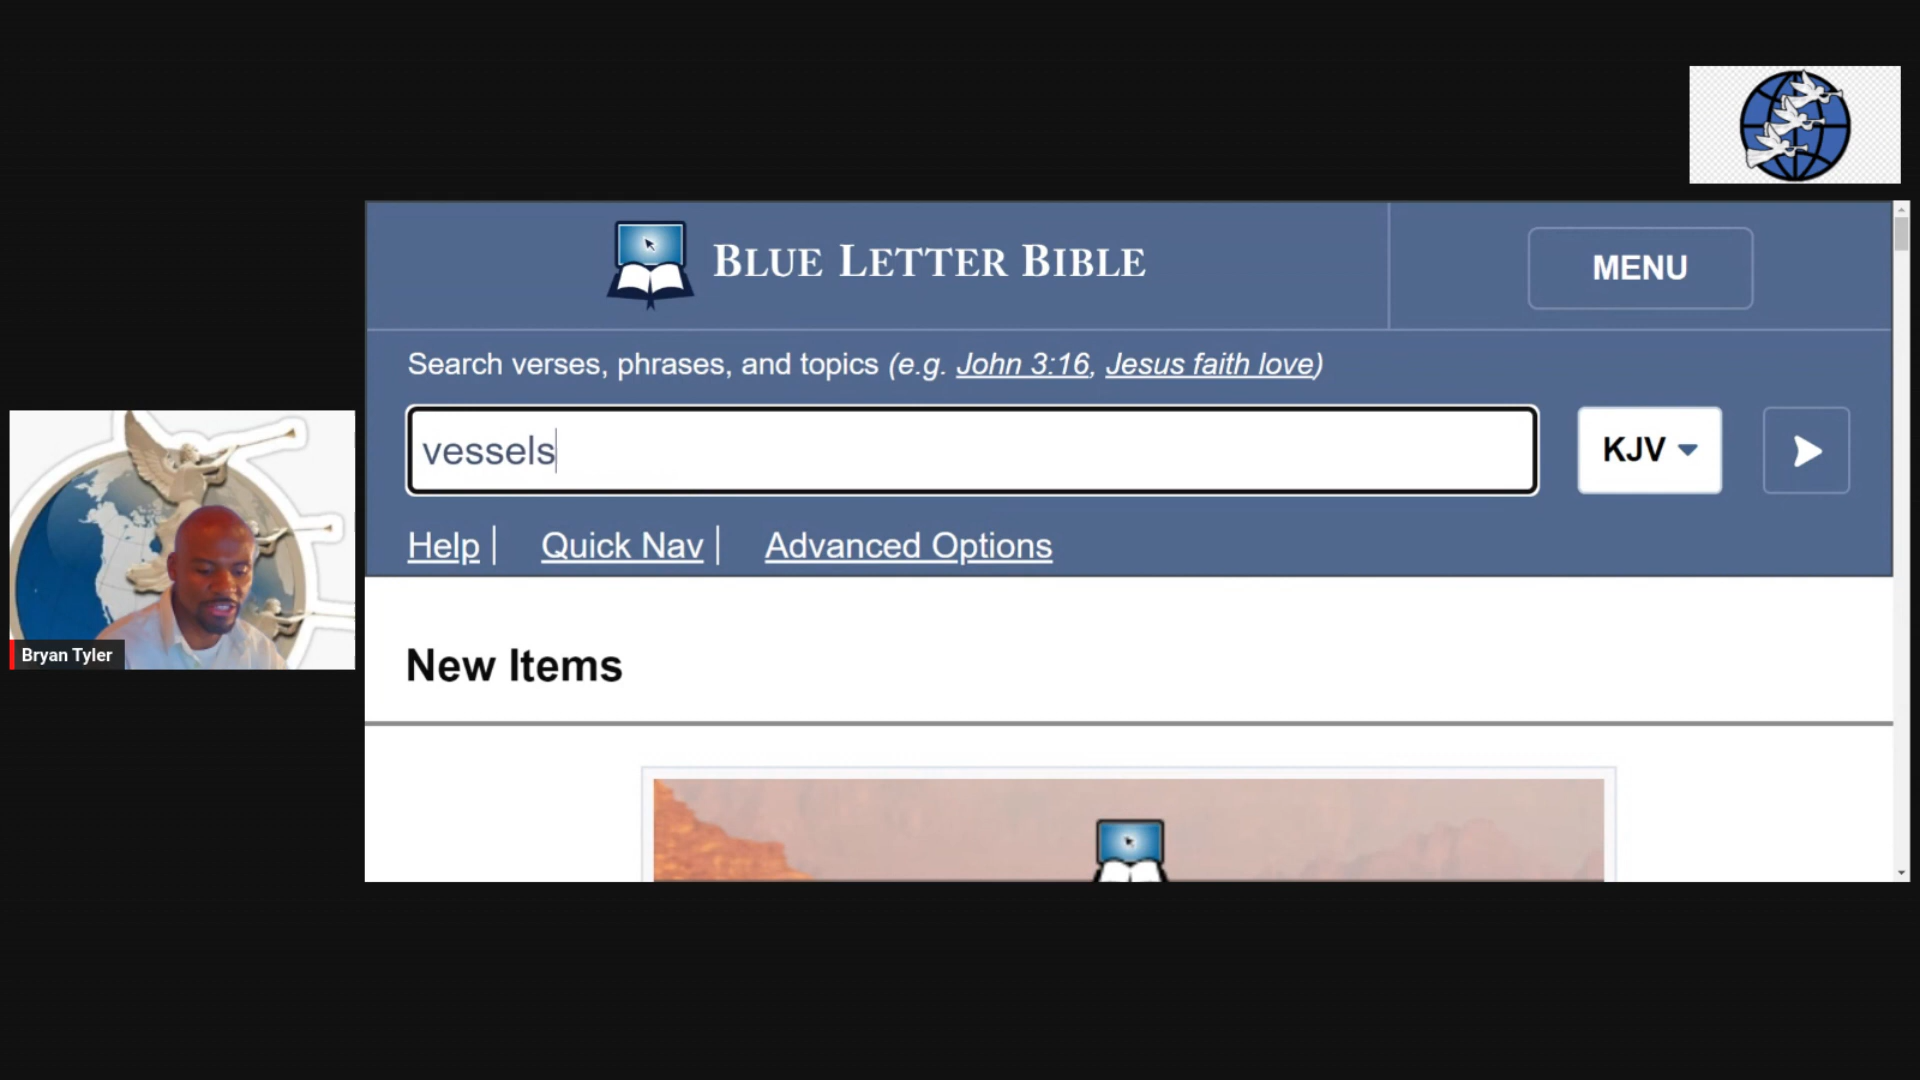 BLUE LETTER BIBLE
MENU
Search verses, phrases, and topics (e.g. John 3:16, Jesus faith love)
vessels
KJV
Help | Quick Nav | Advanced Options
Bryan Tyler
New Items